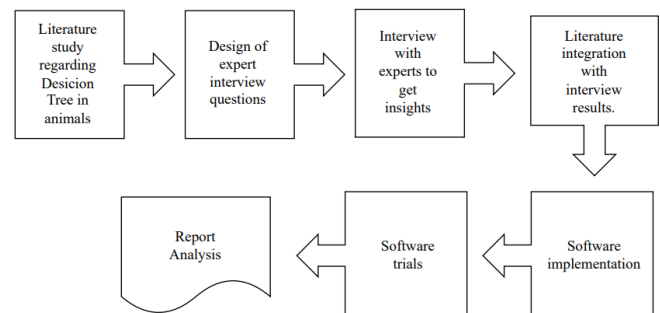 Literature
study
regarding
Desicion
Tree in
animals
Design of
expert
interview
questions
Interview
with
experts to
get
insights
Literature
integration
with
interview
results.
Software
implementation
Software
trials
Report
Analysis